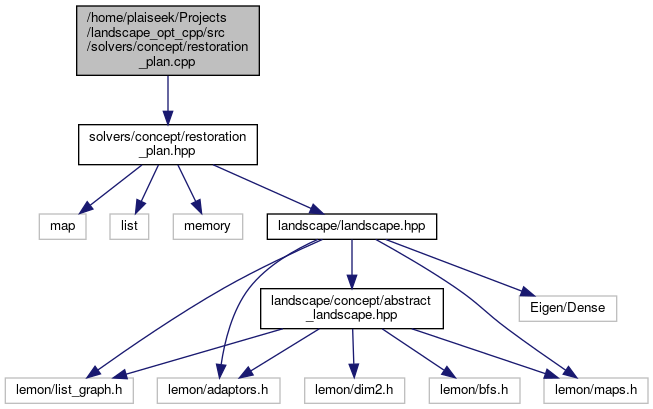 /home/plaiseek/Projects
/landscape_opt_cpp/src
/solvers/concept/restoration
_plan.cpp
solvers/concept/restoration
_plan.hpp
map
list
memory
landscape/landscape.hpp
landscape/concept/abstract
_landscape.hpp
Eigen/Dense
lemon/list_graph.h
lemon/adaptors.h
lemon/dim2.h
lemon/bfs.h
lemon/maps.h